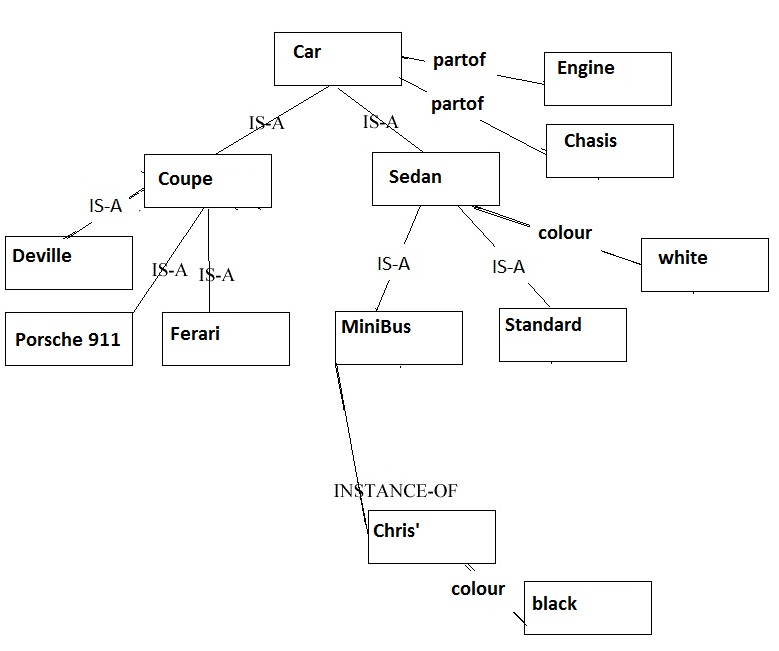 Car
partof
Engine
partof
IS-A
IS-A
Chasis
Coupe
Sedan
IS-A
colour
Deville
white
IS-A
IS-A
IS-A
IS-A
Porsche 911
Ferari
MiniBus
Standard
INSTANCE-OF
Chris'
colour
black